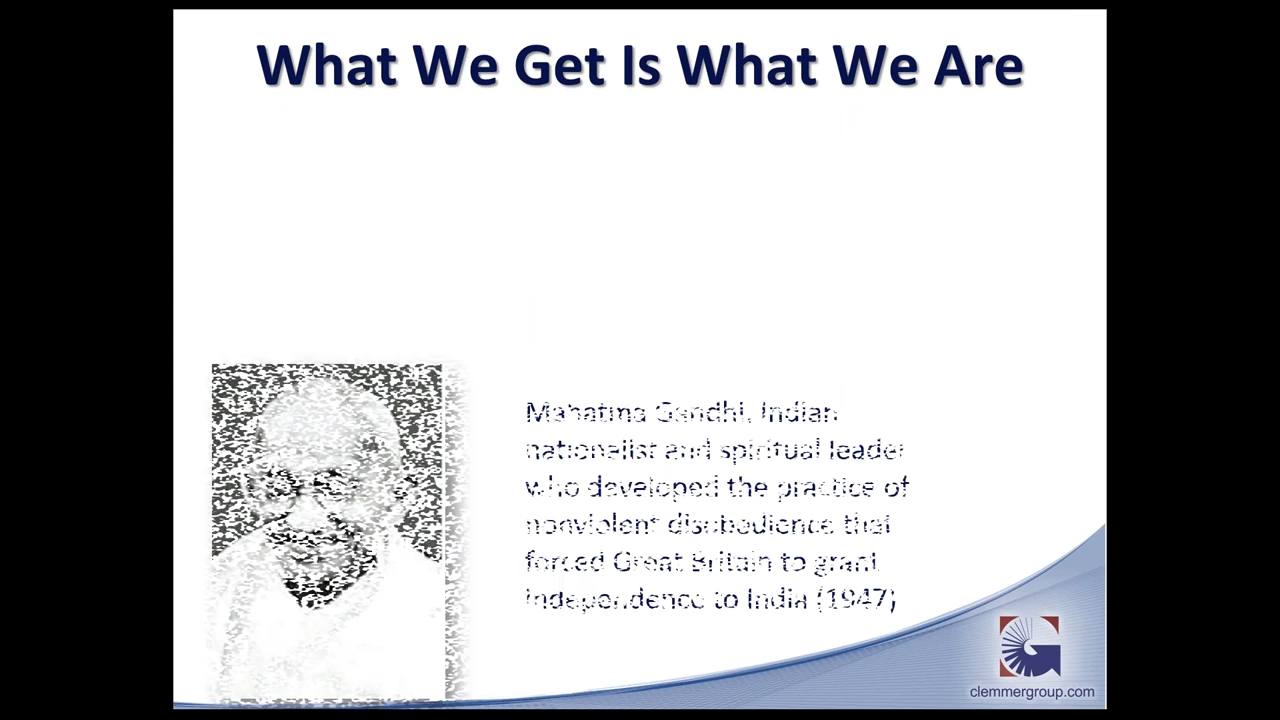 What We Get Is What We Are
Mahatma Gandhi, Indian
nationalist and spiritual leader
who developed the practice of
nonviolent disobedience that
forced Great Britain to grant
independence to India (1947)
clemmergroup.com